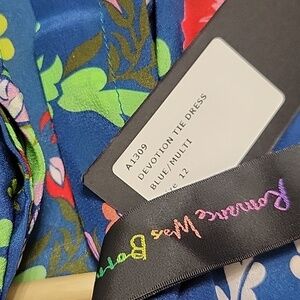 A1309
DEVOTION TIE DRESS
BLUE/MULTI
12
Romance Was Born